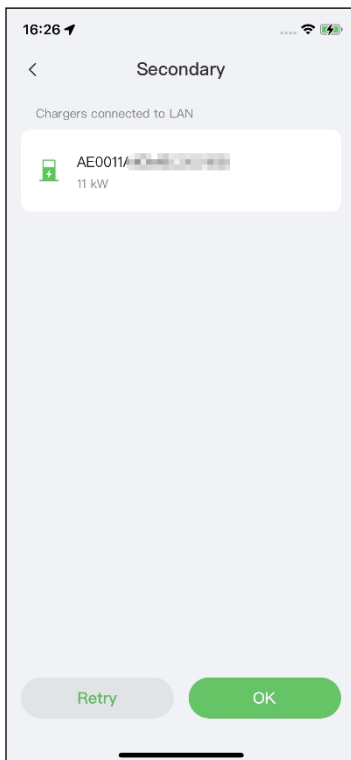 16:26
Secondary
Chargers connected to LAN
AE0011
11 kW
Retry
OK